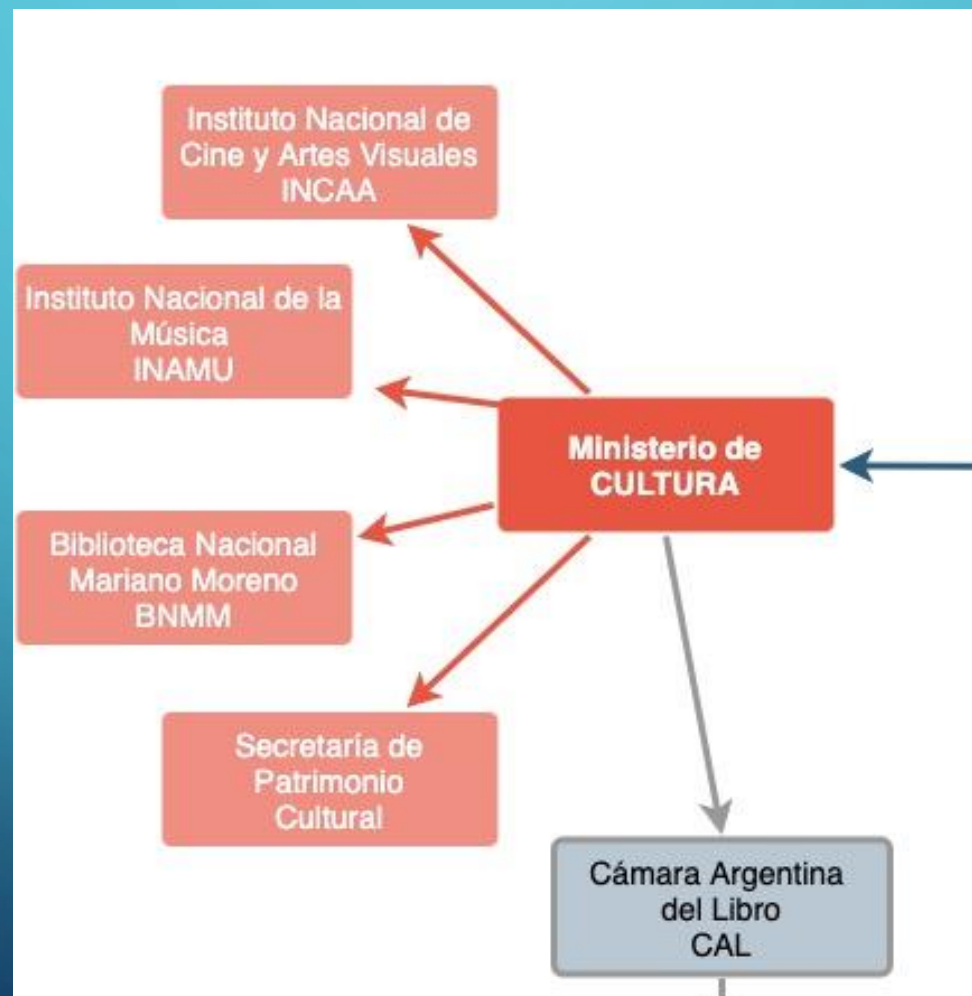 Instituto Nacional de
Cine y Artes Visuales
INCAA
Instituto Nacional de la
Música
INAMU
Ministerio de
CULTURA
Biblioteca Nacional
Mariano Moreno
BNMM
Secretaría de
Patrimonio
Cultural
Cámara Argentina
del Libro
CAL